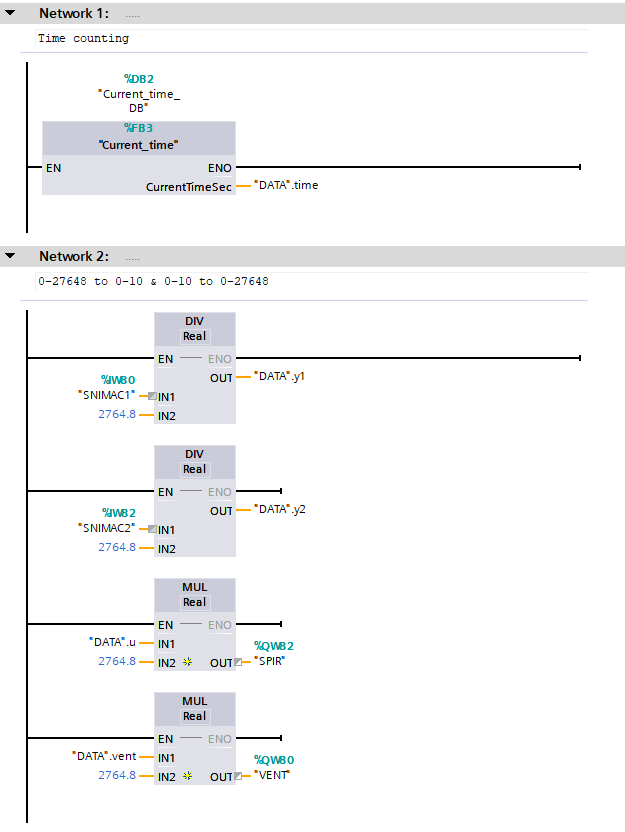 Network 1: .....
Time counting
%DB2
"Current_time_
DB"
%FB3
"Current_time"
EN ENO
CurrentTimeSec "DATA".time
Network 2: .....
0-27648 to 0-10 & 0-10 to 0-27648
DIV
Real
EN ENO
OUT "DATA".y1
%IW80
"SNIMAC1" IN1
2764.8 IN2
DIV
Real
EN ENO
OUT "DATA".y2
%IW82
"SNIMAC2" IN1
2764.8 IN2
MUL
Real
EN ENO
"DATA".u IN1
%QW82
2764.8 IN2 OUT "SPIR"
MUL
Real
EN ENO
"DATA".vent IN1
%QW80
2764.8 IN2 OUT "VENT"